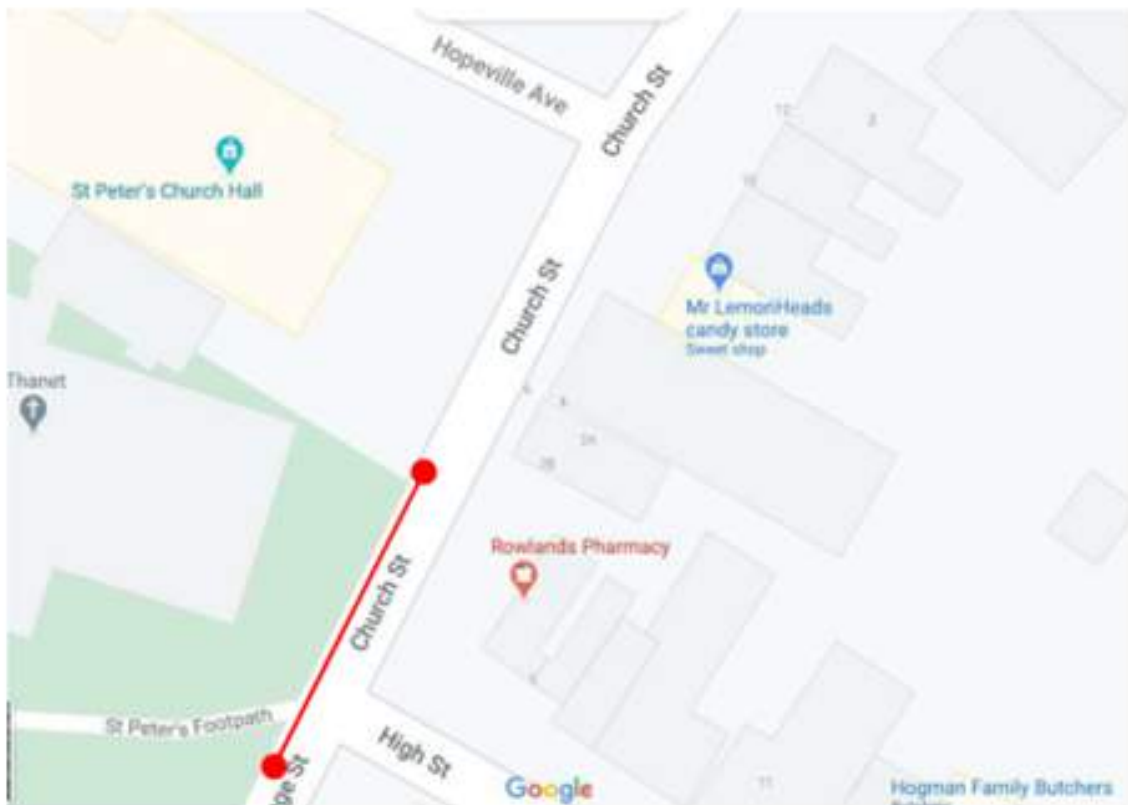 Hopeville Ave
Church St
St Peter's Church Hall
Church St
Mr LemonHeads
candy store
Sweet shop
Thanet
Rowlands Pharmacy
Church St
St Peter's Footpath
High St
Google
11
Hogman Family Butchers